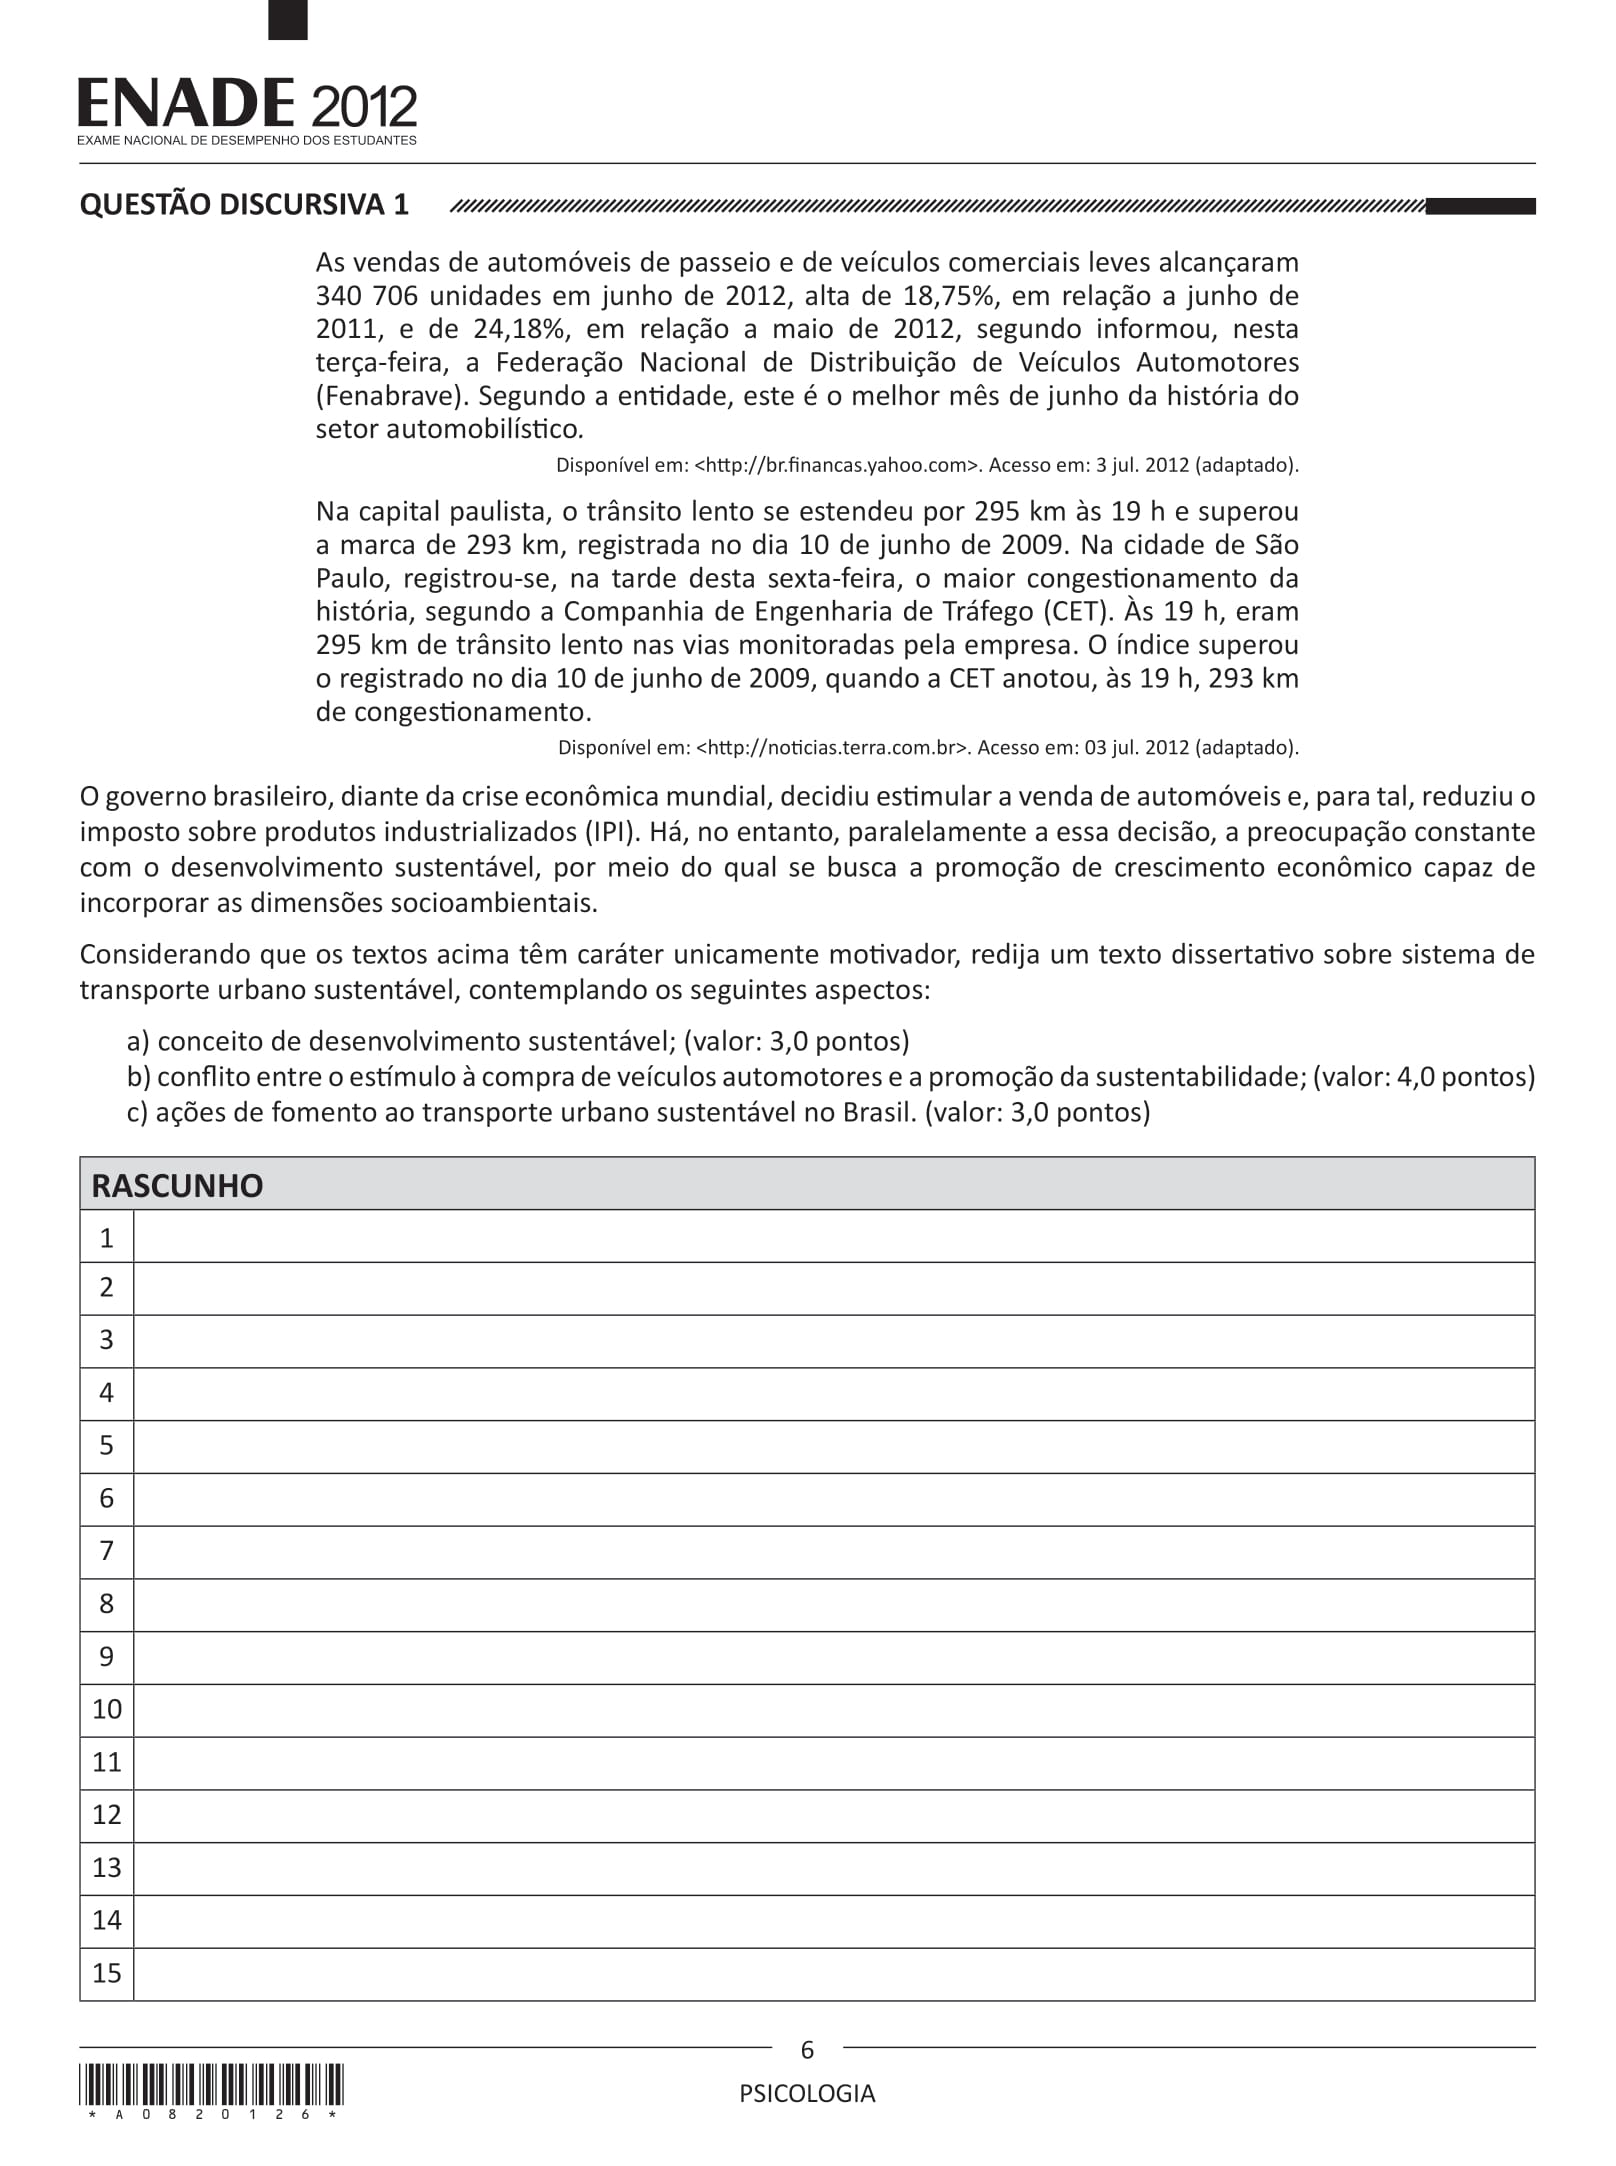 ENADE 2012
EXAME NACIONAL DE DESEMPENHO DOS ESTUDANTES
QUESTÃO DISCURSIVA 1
As vendas de automóveis de passeio e de veículos comerciais leves alcançaram
340 706 unidades em junho de 2012, alta de 18,75%, em relação a junho de
2011, e de 24,18%, em relação a maio de 2012, segundo informou, nesta
terça-feira, a Federação Nacional de Distribuição de Veículos Automotores
(Fenabrave). Segundo a entidade, este é o melhor mês de junho da história do
setor automobilístico.
Disponível em: <http://br.financas.yahoo.com>. Acesso em: 3 jul. 2012 (adaptado).
Na capital paulista, o trânsito lento se estendeu por 295 km às 19 h e superou
a marca de 293 km, registrada no dia 10 de junho de 2009. Na cidade de São
Paulo, registrou-se, na tarde desta sexta-feira, o maior congestionamento da
história, segundo a Companhia de Engenharia de Tráfego (CET). Às 19 h, eram
295 km de trânsito lento nas vias monitoradas pela empresa. O índice superou
o registrado no dia 10 de junho de 2009, quando a CET anotou, às 19 h, 293 km
de congestionamento.
Disponível em: <http://noticias.terra.com.br>. Acesso em: 03 jul. 2012 (adaptado).
O governo brasileiro, diante da crise econômica mundial, decidiu estimular a venda de automóveis e, para tal, reduziu o
imposto sobre produtos industrializados (IPI). Há, no entanto, paralelamente a essa decisão, a preocupação constante
com o desenvolvimento sustentável, por meio do qual se busca a promoção de crescimento econômico capaz de
incorporar as dimensões socioambientais.
Considerando que os textos acima têm caráter unicamente motivador, redija um texto dissertativo sobre sistema de
transporte urbano sustentável, contemplando os seguintes aspectos:
a) conceito de desenvolvimento sustentável; (valor: 3,0 pontos)
b) conflito entre o estímulo à compra de veículos automotores e a promoção da sustentabilidade; (valor: 4,0 pontos)
c) ações de fomento ao transporte urbano sustentável no Brasil. (valor: 3,0 pontos)
RASCUNHO
1
2
3
4
5
6
7
8
9
10
11
12
13
14
15
6
PSICOLOGIA
* A 0 8 2 0 1 2 6 *